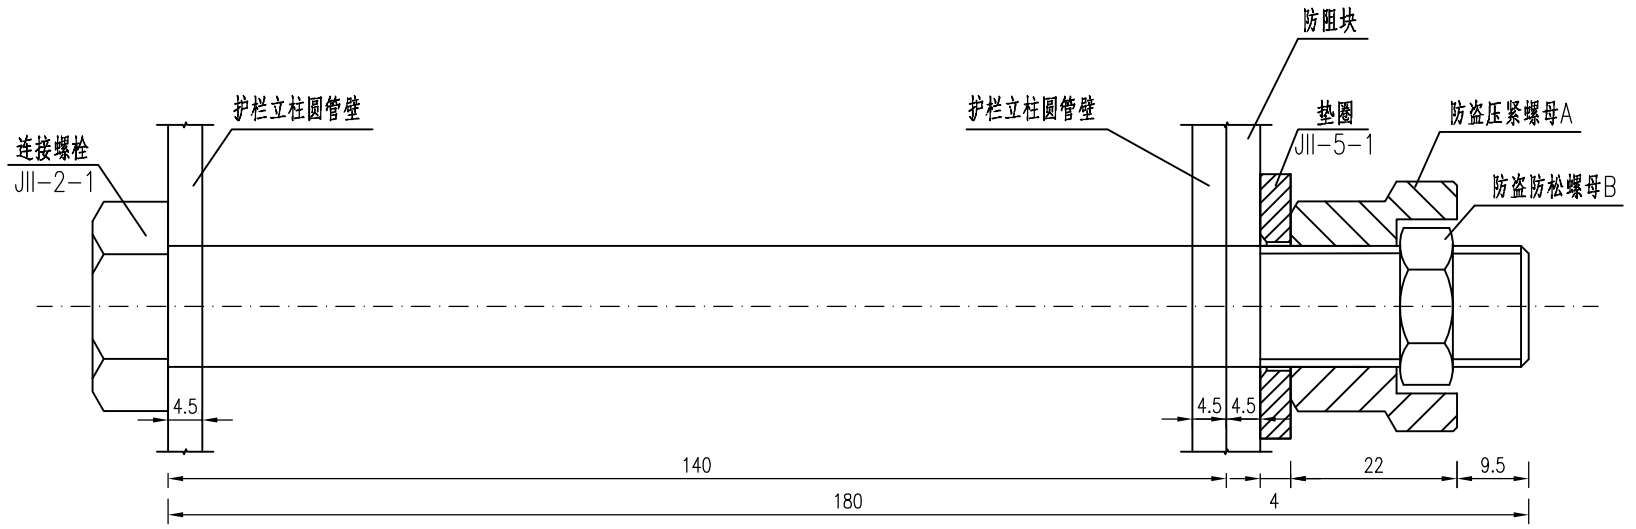 防阻块
护栏立柱圆管壁
护栏立柱圆管壁
垫圈
JII-5-1
防盗压紧螺母A
连接螺栓
JII-2-1
防盗防松螺母B
4.5
4.5
4.5
140
22
9.5
180
4